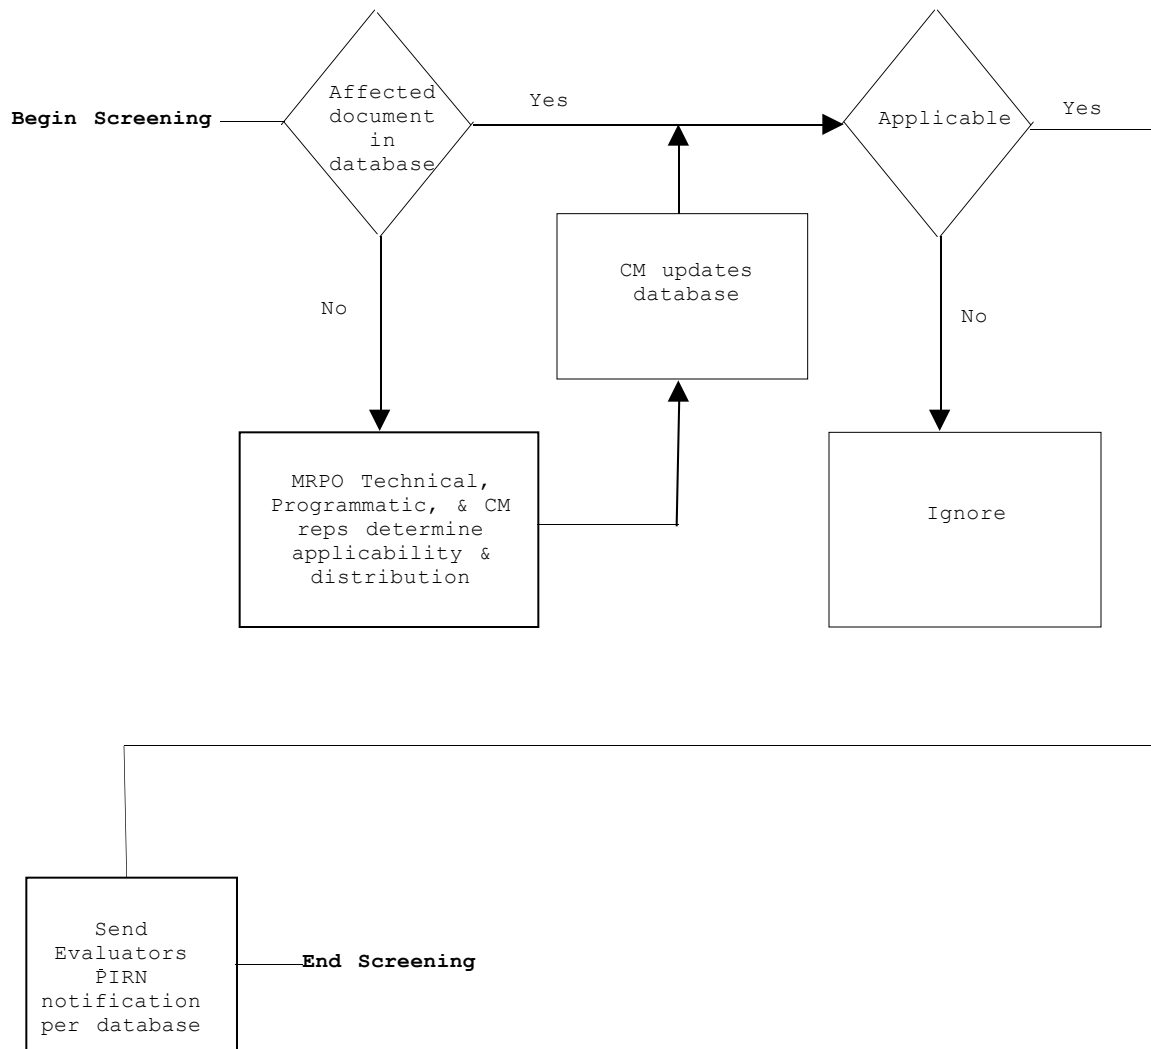 Begin Screening
Affected
document
in
database
Yes
Applicable
Yes
CM updates
database
No
No
MRPO Technical,
Programmatic, & CM
reps determine
applicability &
distribution
Ignore
Send
Evaluators
PIRN
notification
per database
End Screening